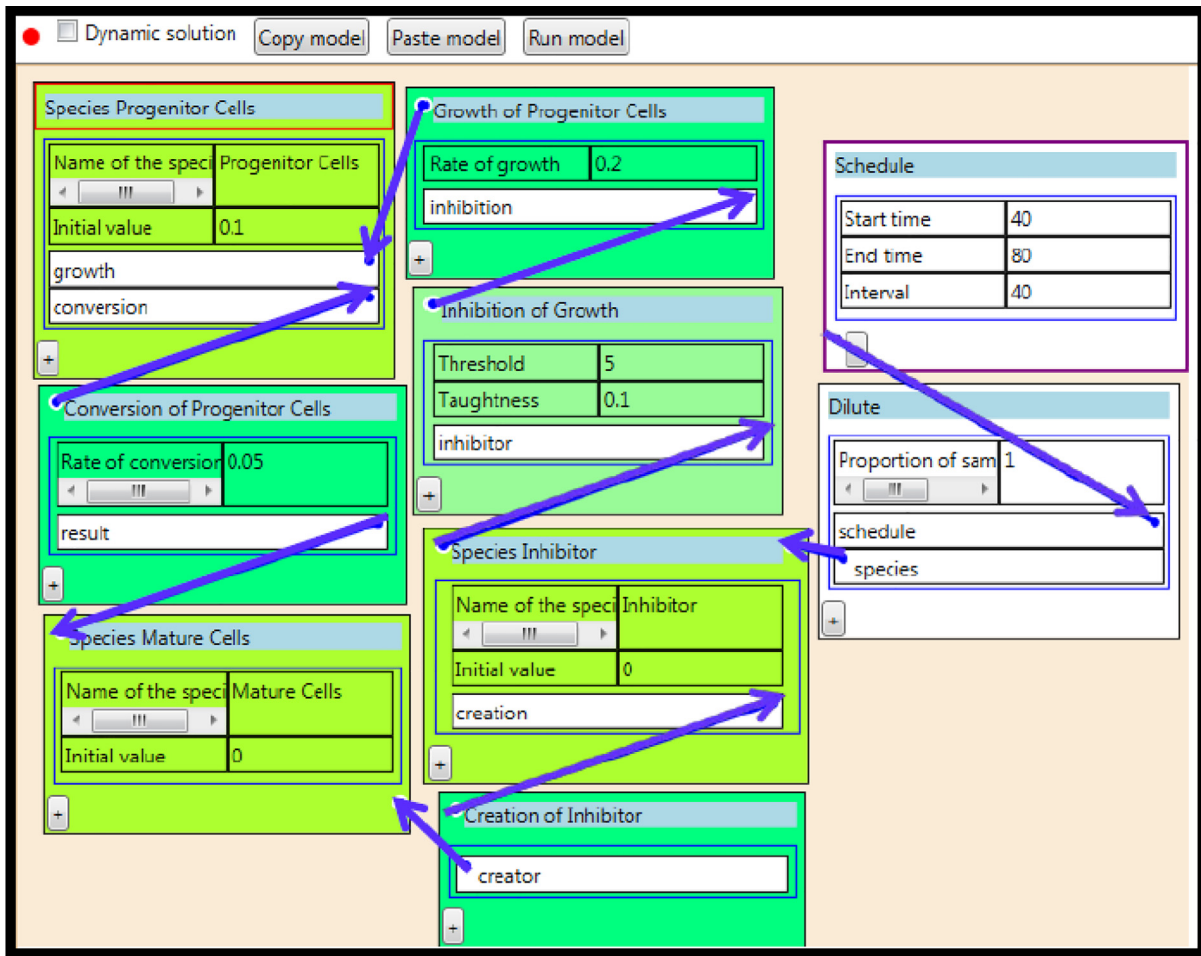 Dynamic solution
Copy model
Paste model
Run model
Species Progenitor Cells
Name of the speci Progenitor Cells
Initial value 0.1
growth
conversion
+
Conversion of Progenitor Cells
Rate of conversion 0.05
result
+
Species Mature Cells
Name of the speci Mature Cells
Initial value 0
+
Growth of Progenitor Cells
Rate of growth 0.2
inhibition
+
Inhibition of Growth
Threshold 5
Taughtness 0.1
inhibitor
+
Species Inhibitor
Name of the speci Inhibitor
Initial value 0
creation
+
Creation of Inhibitor
creator
+
Schedule
Start time 40
End time 80
Interval 40
Dilute
Proportion of sam 1
schedule
species
+